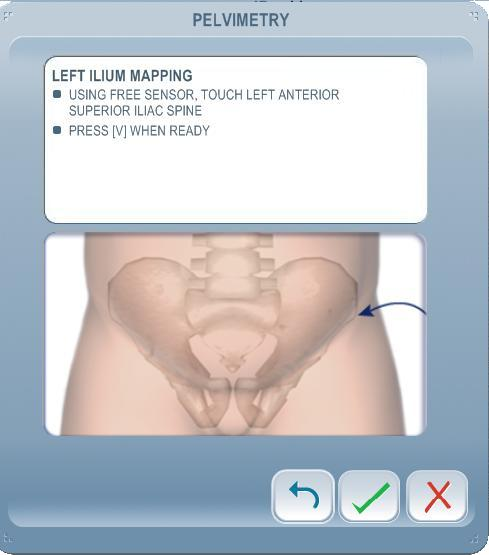 PELVIMETRY
LEFT ILIUM MAPPING
USING FREE SENSOR, TOUCH LEFT ANTERIOR
SUPERIOR ILIAC SPINE
PRESS [V] WHEN READY